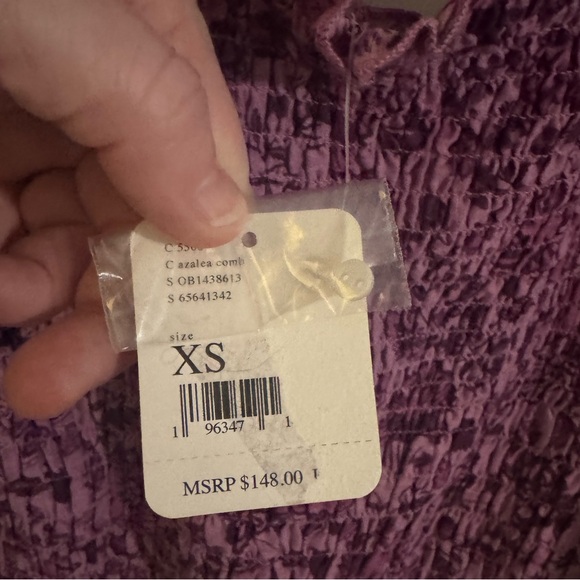 C azalea comb
S OB1438613
S 65641342
size
XS
1 96347 1
MSRP $148.00